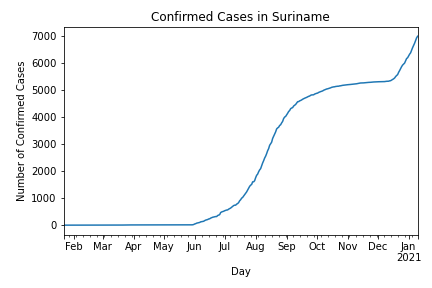 Confirmed Cases in Suriname
Number of Confirmed Cases
7000
6000
5000
4000
3000
2000
1000
0
Feb Mar Apr May Jun Jul Aug Sep Oct Nov Dec Jan
2021
Day